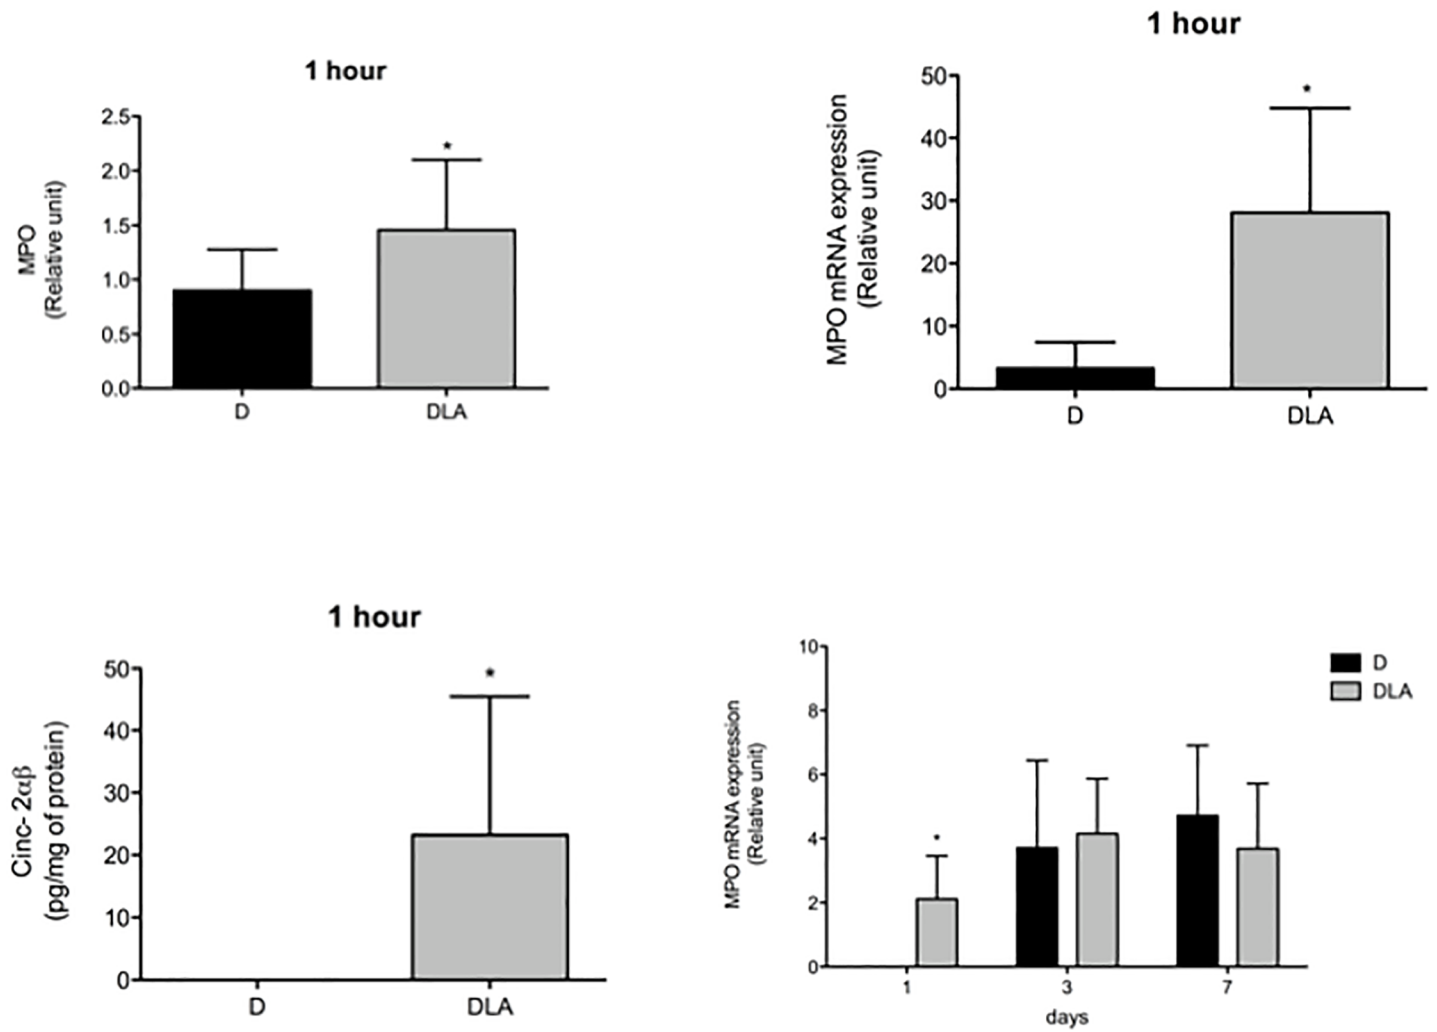 1 hour
MPO
(Relative unit)
2.5
2.0
1.5
1.0
0.5
0.0
*
D
DLA
1 hour
MPO mRNA expression
(Relative unit)
50
40
30
20
10
0
*
D
DLA
1 hour
Cinc- 2αβ
(pg/mg of protein)
50
40
30
20
10
0
*
D
DLA
MPO mRNA expression
(Relative unit)
10
8
6
4
2
0
*
1
3
7
days
D
DLA